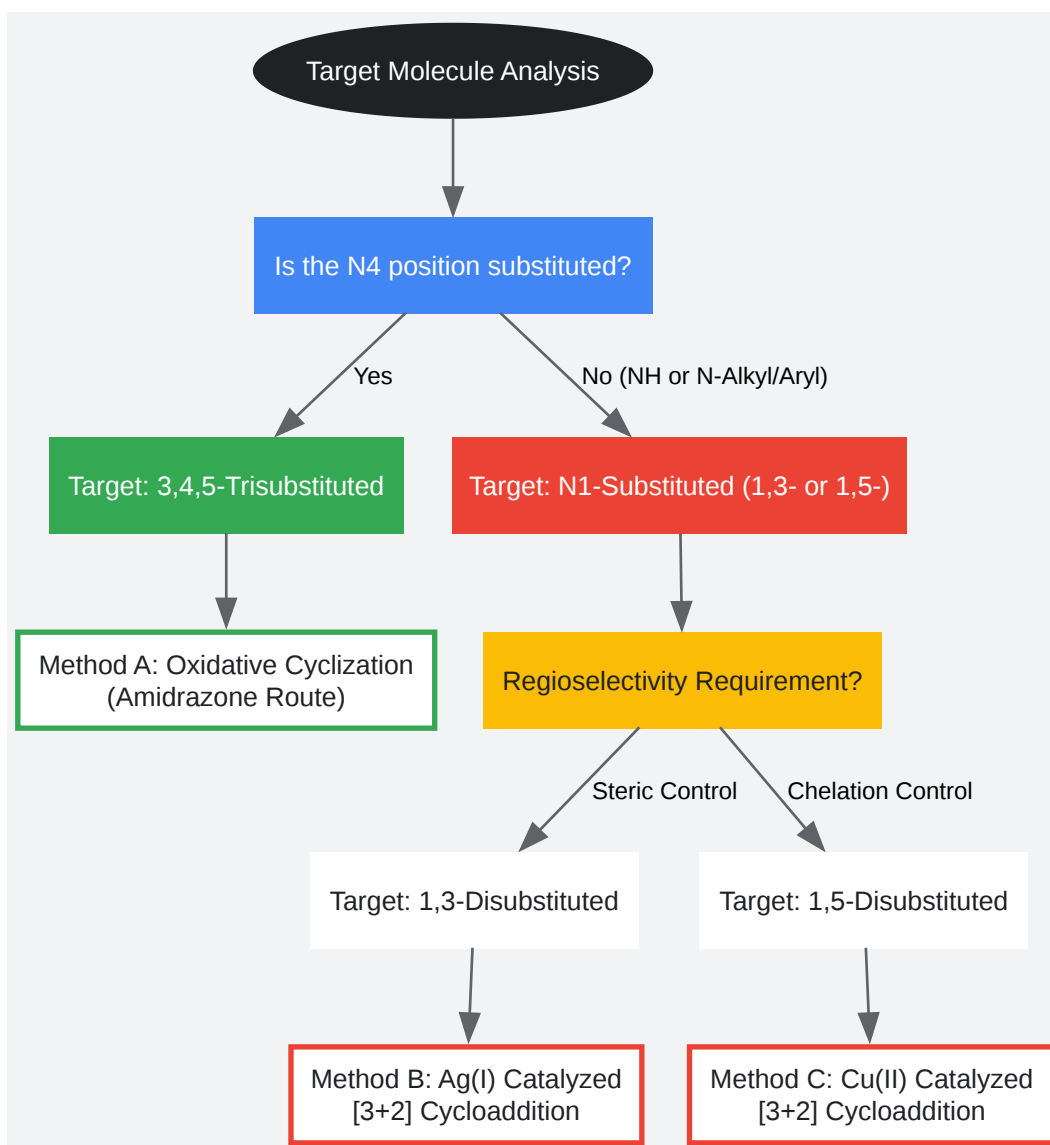 Target Molecule Analysis
Is the N4 position substituted?
Yes
No (NH or N-Alkyl/Aryl)
Target: 3,4,5-Trisubstituted
Target: N1-Substituted (1,3- or 1,5-)
Method A: Oxidative Cyclization
(Amidrazone Route)
Regioselectivity Requirement?
Steric Control
Chelation Control
Target: 1,3-Disubstituted
Target: 1,5-Disubstituted
Method B: Ag(I) Catalyzed
[3+2] Cycloaddition
Method C: Cu(II) Catalyzed
[3+2] Cycloaddition